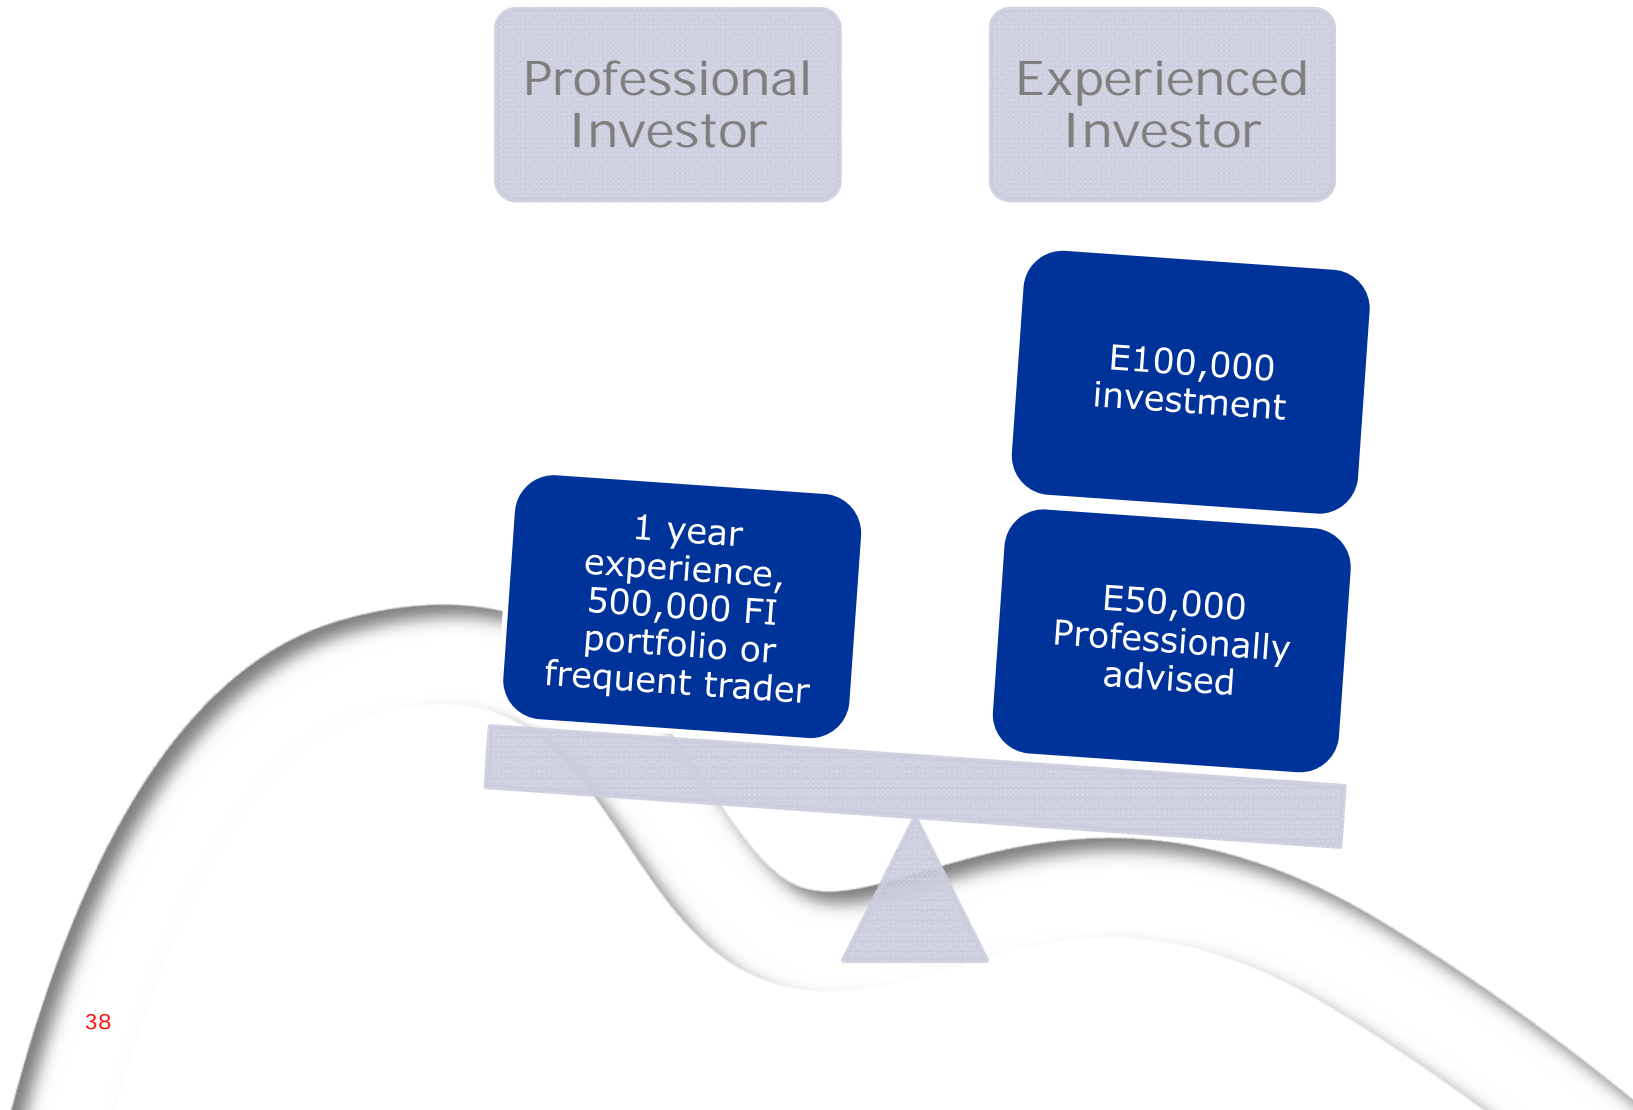 Professional
Investor
Experienced
Investor
E100,000
investment
1 year
experience,
500,000 FI
portfolio or
frequent trader
E50,000
Professionally
advised
38